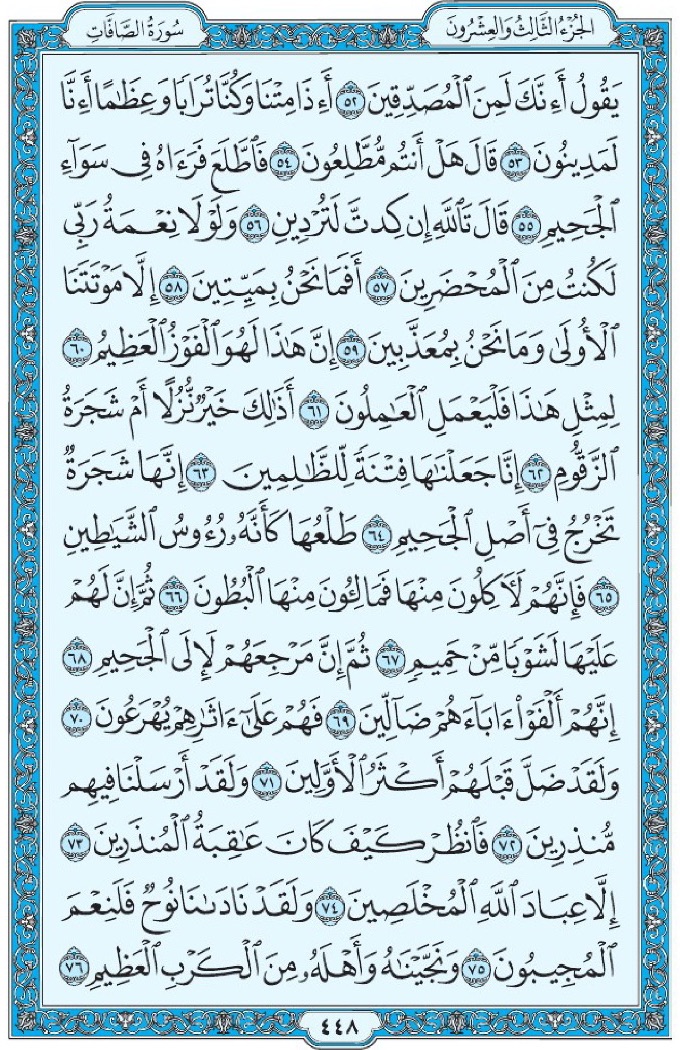 الجُزْءُ الثَّالِثُ وَالعِشْرُونَ
سُورَةُ الصَّافَاتِ
يَقُولُ أَءِنَّكَ لَمِنَ ٱلْمُصَدِّقِينَ ٥٢ أَءِذَا مِتْنَا وَكُنَّا تُرَابًا وَعِظَٰمًا أَءِنَّا
لَمَدِينُونَ ٥٣ قَالَ هَلْ أَنتُم مُّطَّلِعُونَ ٥٤ فَٱطَّلَعَ فَرَءَاهُ فِى سَوَآءِ
ٱلْجَحِيمِ ٥٥ قَالَ تَٱللَّهِ إِن كِدتَّ لَتُرْدِينِ ٥٦ وَلَوْلَا نِعْمَةُ رَبِّى
لَكُنتُ مِنَ ٱلْمُحْضَرِينَ ٥٧ أَفَمَا نَحْنُ بِمَيِّتِينَ ٥٨ إِلَّا مَوْتَتَنَا
ٱلْأُولَىٰ وَمَا نَحْنُ بِمُعَذَّبِينَ ٥٩ إِنَّ هَٰذَا لَهُوَ ٱلْفَوْزُ ٱلْعَظِيمُ ٦٠
لِمِثْلِ هَٰذَا فَلْيَعْمَلِ ٱلْعَٰمِلُونَ ٦١ أَذَٰلِكَ خَيْرٌ نُّزُلًا أَمْ شَجَرَةُ
ٱلزَّقُّومِ ٦٢ إِنَّا جَعَلْنَٰهَا فِتْنَةً لِّلظَّٰلِمِينَ ٦٣ إِنَّهَا شَجَرَةٌ
تَخْرُجُ فِىٓ أَصْلِ ٱلْجَحِيمِ ٦٤ طَلْعُهَا كَأَنَّهُۥ رُءُوسُ ٱلشَّيَٰطِينِ
٦٥ فَإِنَّهُمْ لَءَاكِلُونَ مِنْهَا فَمَالِـُٔونَ مِنْهَا ٱلْبُطُونَ ٦٦ ثُمَّ إِنَّ لَهُمْ
عَلَيْهَا لَشَوْبًا مِّنْ حَمِيمٍ ٦٧ ثُمَّ إِنَّ مَرْجِعَهُمْ لَإِلَى ٱلْجَحِيمِ ٦٨
إِنَّهُمْ أَلْفَوْا۟ ءَابَآءَهُمْ ضَآلِّينَ ٦٩ فَهُمْ عَلَىٰٓ ءَاثَٰرِهِمْ يُهْرَعُونَ ٧٠
وَلَقَدْ ضَلَّ قَبْلَهُمْ أَكْثَرُ ٱلْأَوَّلِينَ ٧١ وَلَقَدْ أَرْسَلْنَا فِيهِم
مُّنذِرِينَ ٧٢ فَٱنظُرْ كَيْفَ كَانَ عَٰقِبَةُ ٱلْمُنذَرِينَ ٧٣
إِلَّا عِبَادَ ٱللَّهِ ٱلْمُخْلَصِينَ ٧٤ وَلَقَدْ نَادَىٰنَا نُوحٌ فَلَنِعْمَ
ٱلْمُجِيبُونَ ٧٥ وَنَجَّيْنَٰهُ وَأَهْلَهُۥ مِنَ ٱلْكَرْبِ ٱلْعَظِيمِ ٧٦
٤٤٨